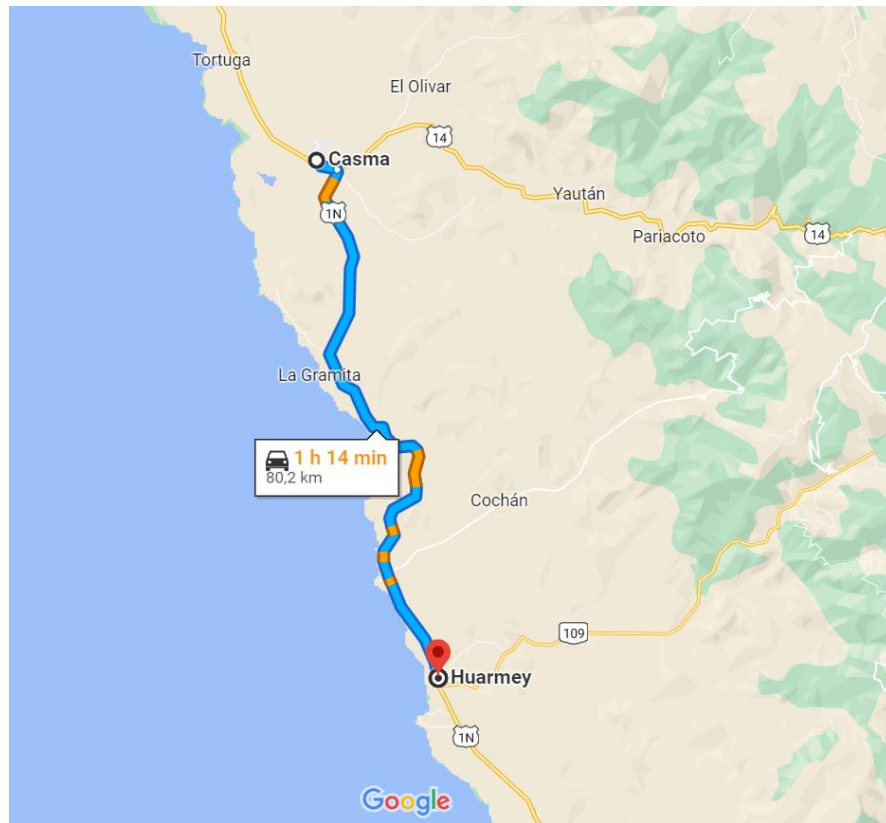 Tortuga
El Olivar
14
Casma
Yaután
1N
Pariacoto
14
La Gramita
1 h 14 min
80,2 km
Cochán
109
Huarmey
1N
Google